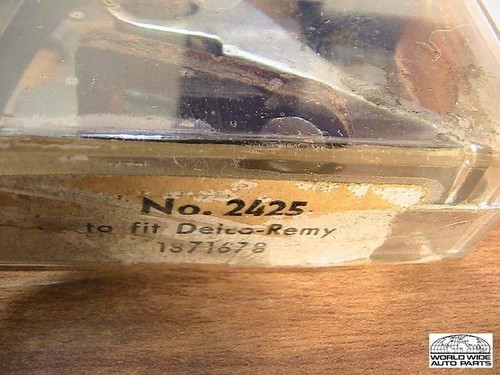 No. 2425
to fit Delco-Remy
1871678
WORLD WIDE
AUTO PARTS